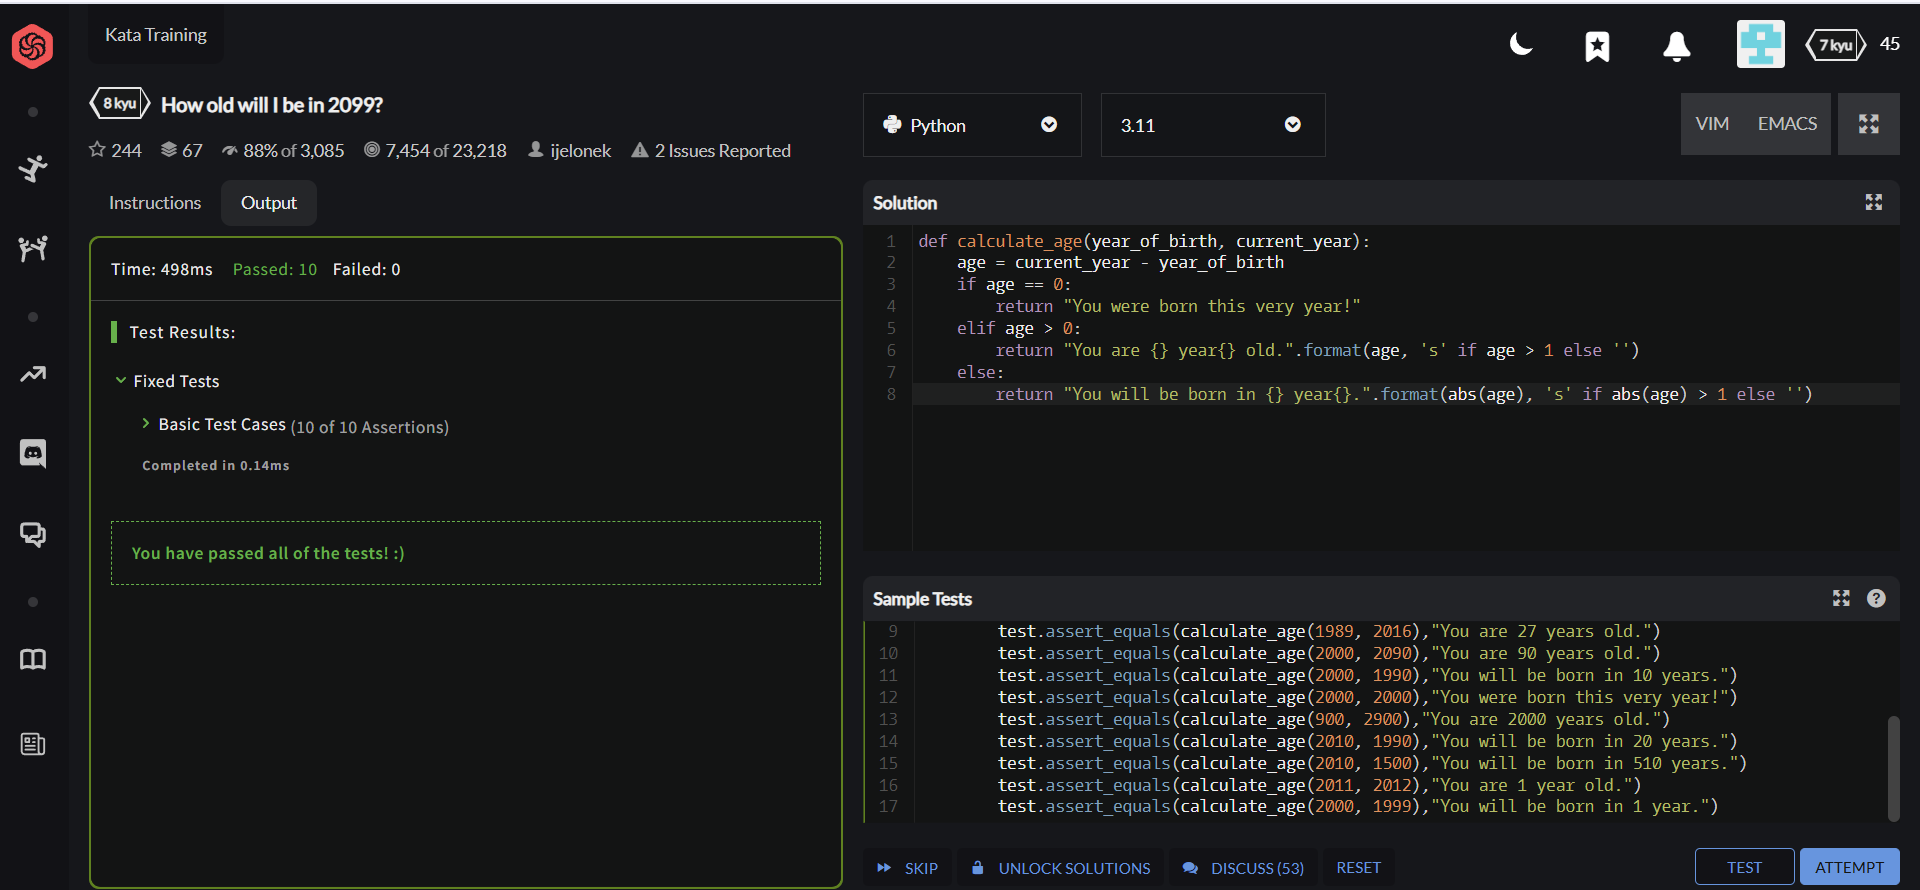 Kata Training
7 kyu 45
8 kyu How old will I be in 2099?
244 67 88% of 3,085 7,454 of 23,218 ijelonek 2 Issues Reported
Instructions Output
Time: 498ms Passed: 10 Failed: 0
Test Results:
Fixed Tests
Basic Test Cases (10 of 10 Assertions)
Completed in 0.14ms
You have passed all of the tests! :)
Python 3.11 VIM EMACS
Solution
1 def calculate_age(year_of_birth, current_year):
2 age = current_year - year_of_birth
3 if age == 0:
4 return "You were born this very year!"
5 elif age > 0:
6 return "You are {} year{} old.".format(age, 's' if age > 1 else '')
7 else:
8 return "You will be born in {} year{}.".format(abs(age), 's' if abs(age) > 1 else '')
Sample Tests
?
9 test.assert_equals(calculate_age(1989, 2016),"You are 27 years old.")
10 test.assert_equals(calculate_age(2000, 2090),"You are 90 years old.")
11 test.assert_equals(calculate_age(2000, 1990),"You will be born in 10 years.")
12 test.assert_equals(calculate_age(2000, 2000),"You were born this very year!")
13 test.assert_equals(calculate_age(900, 2900),"You are 2000 years old.")
14 test.assert_equals(calculate_age(2010, 1990),"You will be born in 20 years.")
15 test.assert_equals(calculate_age(2010, 1500),"You will be born in 510 years.")
16 test.assert_equals(calculate_age(2011, 2012),"You are 1 year old.")
17 test.assert_equals(calculate_age(2000, 1999),"You will be born in 1 year.")
SKIP UNLOCK SOLUTIONS DISCUSS (53) RESET TEST ATTEMPT